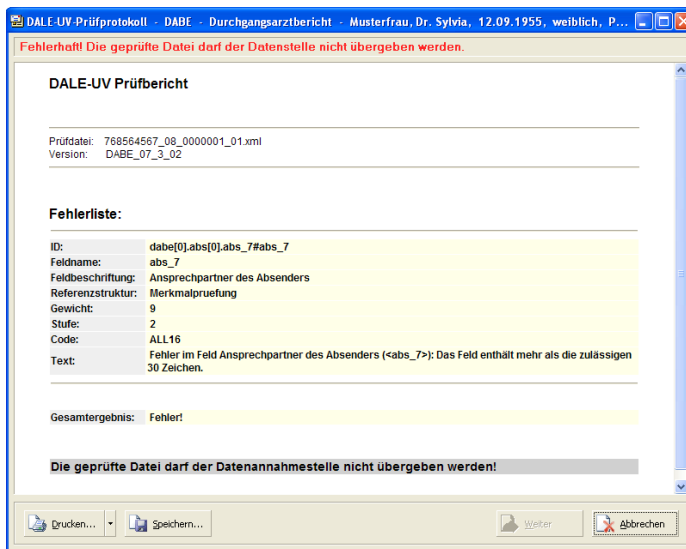 DALE-UV-Prüfprotokoll - DABE - Durchgangsarztbericht - Musterfrau, Dr. Sylvia, 12.09.1955, weiblich, P...
Fehlerhaft! Die geprüfte Datei darf der Datenstelle nicht übergeben werden.
DALE-UV Prüfbericht
Prüfdatei: 768564567_08_0000001_01.xml
Version: DABE_07_3_02
Fehlerliste:
ID: dabe[0].abs[0].abs_7#abs_7
Feldname: abs_7
Feldbeschriftung: Ansprechpartner des Absenders
Referenzstruktur: Merkmalpruefung
Gewicht: 9
Stufe: 2
Code: ALL16
Text: Fehler im Feld Ansprechpartner des Absenders (<abs_7>): Das Feld enthält mehr als die zulässigen
30 Zeichen.
Gesamtergebnis: Fehler!
Die geprüfte Datei darf der Datenannahmestelle nicht übergeben werden!
Drucken... Speichern... Weiter Abbrechen